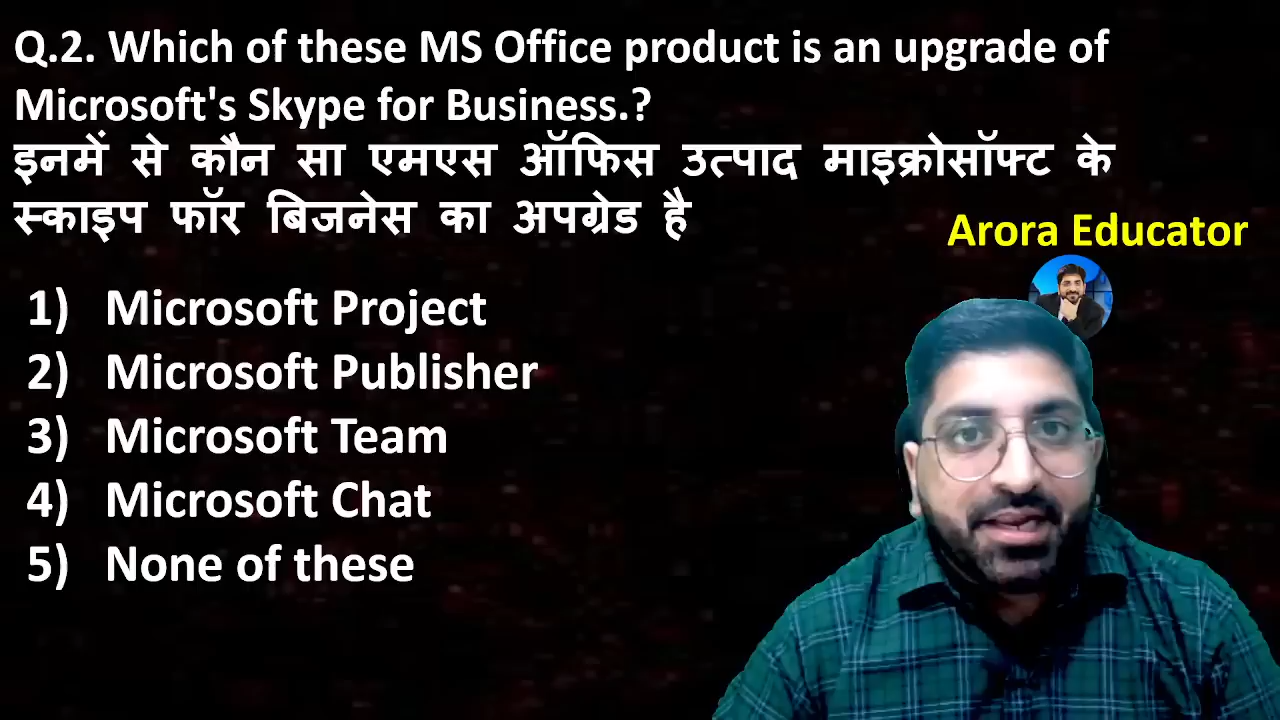 Q.2. Which of these MS Office product is an upgrade of
Microsoft's Skype for Business.?
इनमें से कौन सा एमएस ऑफिस उत्पाद माइक्रोसॉफ्ट के
स्काइप फॉर बिजनेस का अपग्रेड है
Arora Educator
1) Microsoft Project
2) Microsoft Publisher
3) Microsoft Team
4) Microsoft Chat
5) None of these